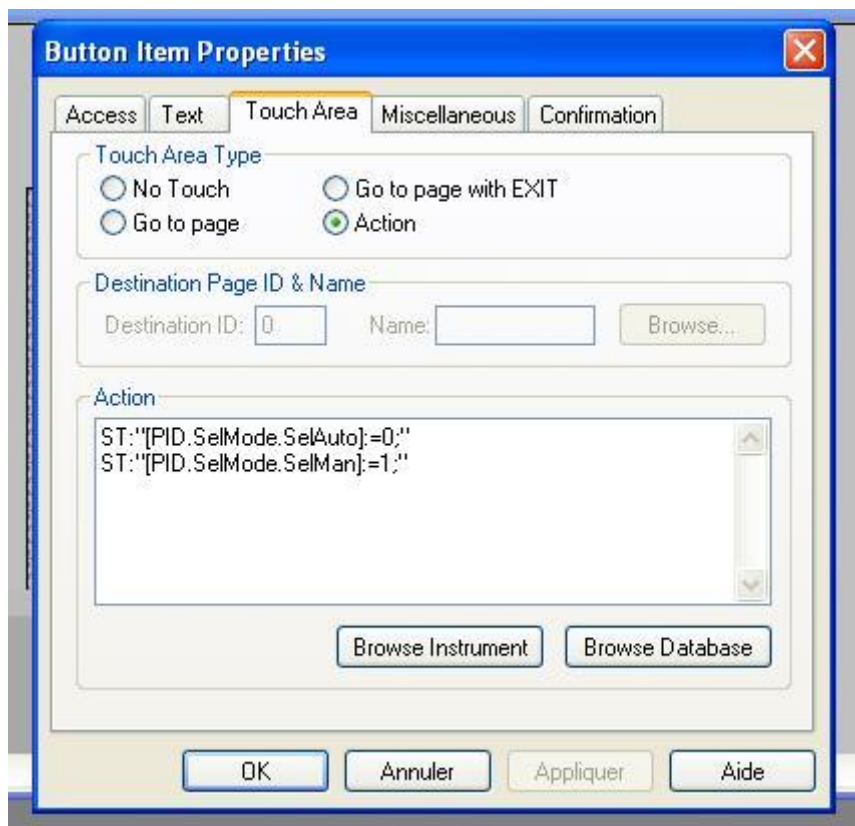 Button Item Properties
Access Text Touch Area Miscellaneous Confirmation
Touch Area Type
No Touch Go to page with EXIT
Go to page Action
Destination Page ID & Name
Destination ID: 0 Name: Browse...
Action
ST:"[PID.SelMode.SelAuto]:=0;"
ST:"[PID.SelMode.SelMan]:=1;"
Browse Instrument Browse Database
OK Annuler Appliquer Aide